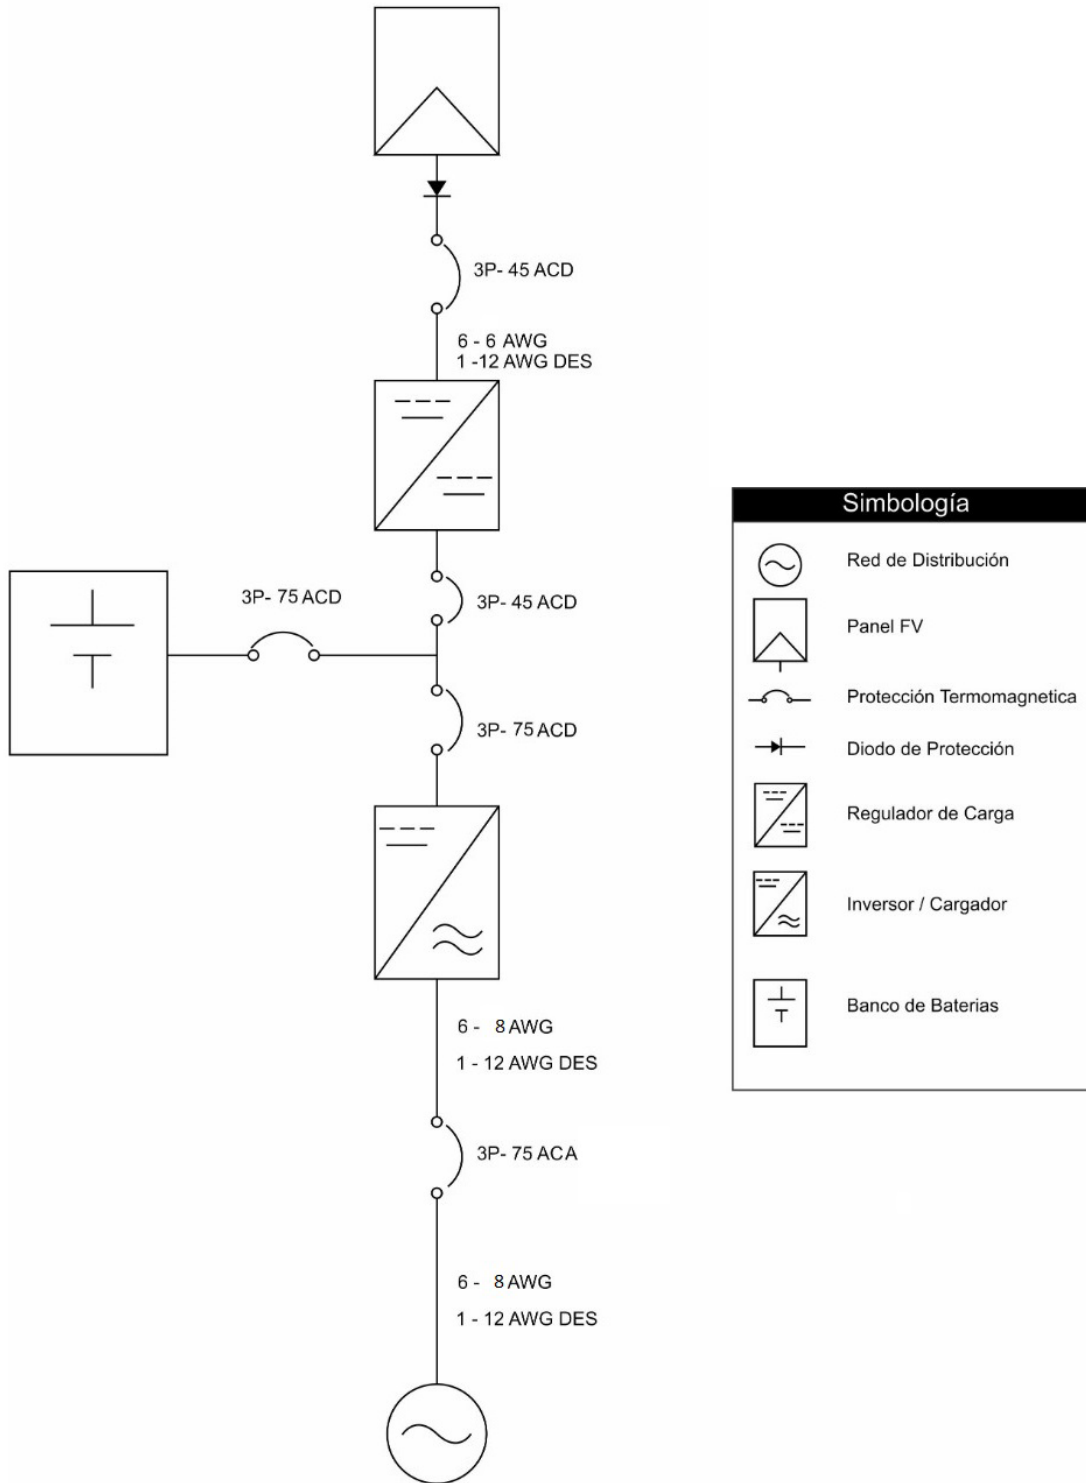 3P- 45 ACD
6 - 6 AWG
1 -12 AWG DES
3P- 75 ACD
3P- 45 ACD
3P- 75 ACD
6 - 8 AWG
1 - 12 AWG DES
3P- 75 ACA
6 - 8 AWG
1 - 12 AWG DES
Simbología
Red de Distribución
Panel FV
Protección Termomagnetica
Diodo de Protección
Regulador de Carga
Inversor / Cargador
Banco de Baterias